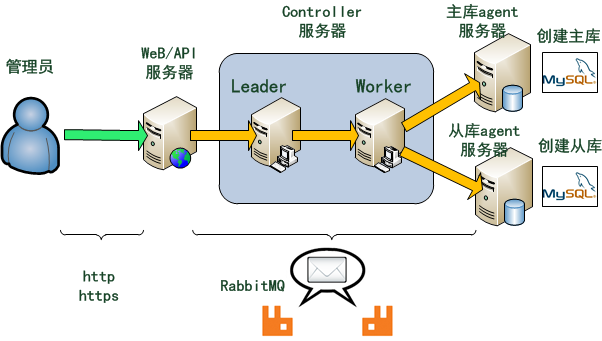 Controller
服务器
主库agent
服务器
创建主库
WeB/API
服务器
管理员
Leader
Worker
MySQL
从库agent
服务器
创建从库
MySQL
http
https
RabbitMQ